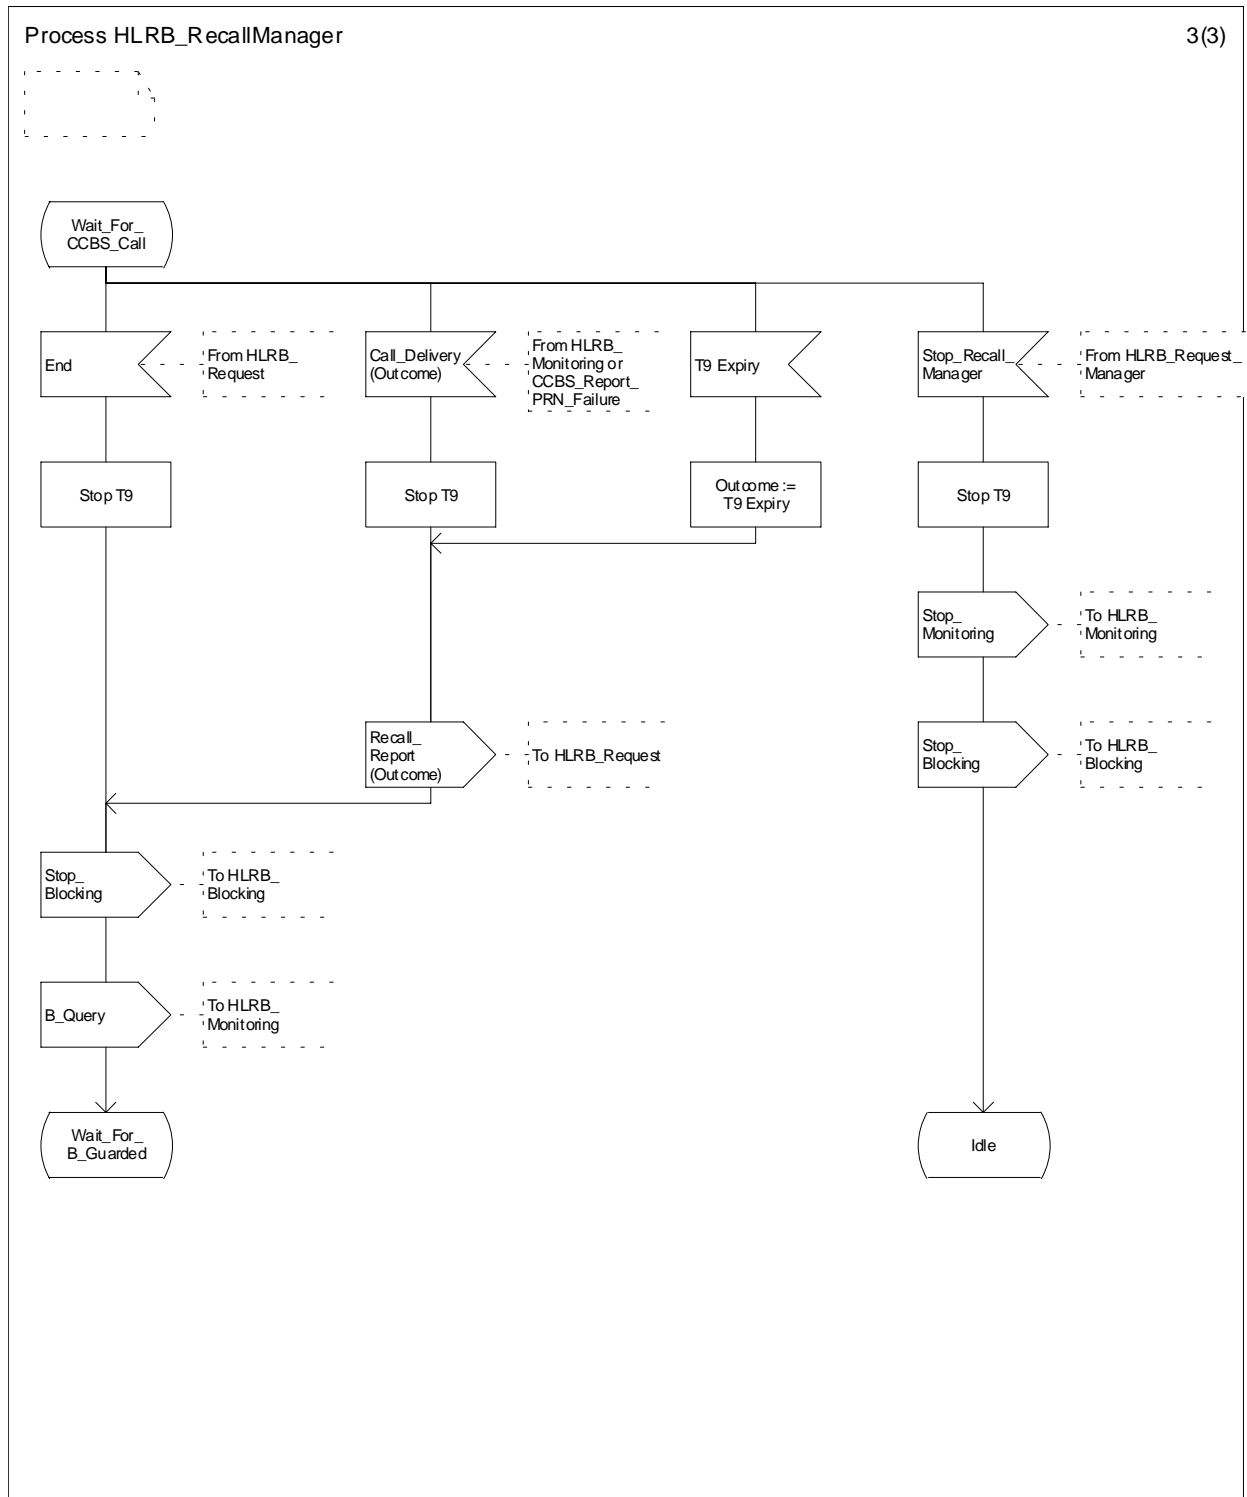 Process HLRB_RecallManager
3(3)
Wait_For_
CCBS_Call
End
From HLRB_
Request
Call_Delivery
(Outcome)
From HLRB_
Monitoring or
CCBS_Report_
PRN_Failure
T9 Expiry
Stop_Recall_
Manager
From HLRB_Request_
Manager
Stop T9
Stop T9
Outcome :=
T9 Expiry
Stop T9
Stop_
Monitoring
To HLRB_
Monitoring
Recall_
Report
(Outcome)
To HLRB_Request
Stop_
Blocking
To HLRB_
Blocking
Stop_
Blocking
To HLRB_
Blocking
B_Query
To HLRB_
Monitoring
Wait_For_
B_Guarded
Idle